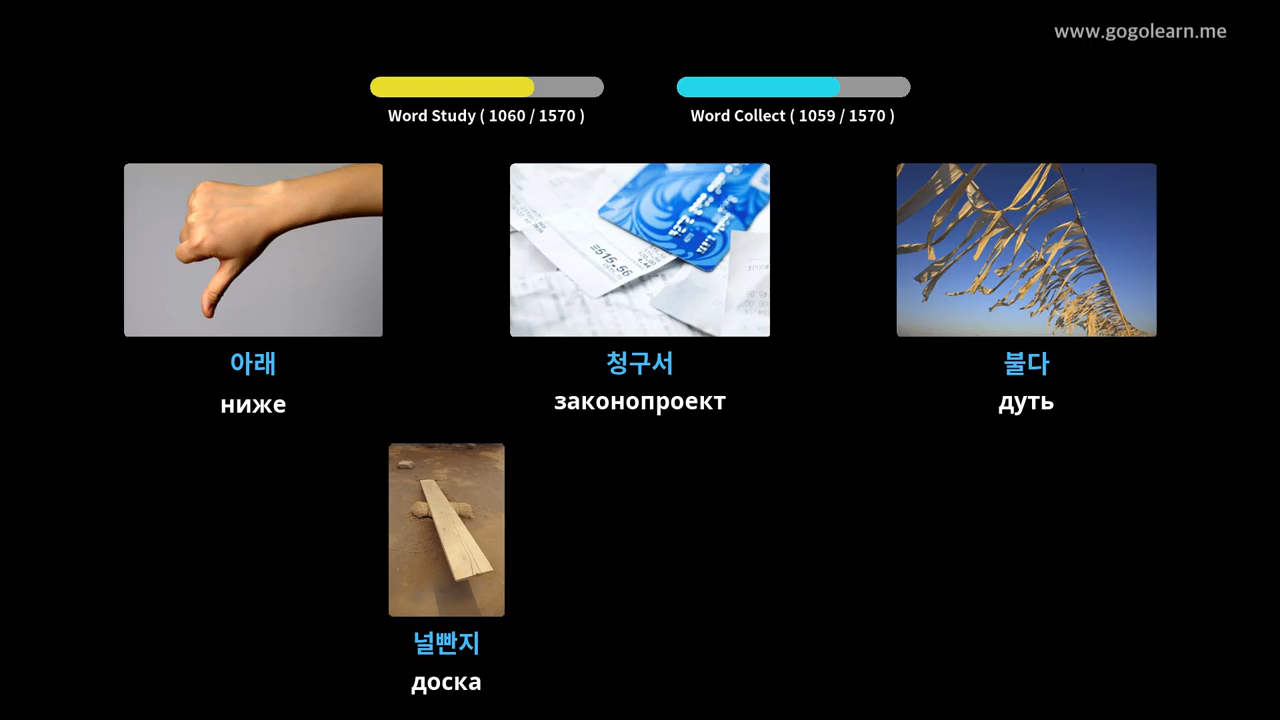 www.gogolearn.me
Word Study ( 1060 / 1570 )
Word Collect ( 1059 / 1570 )
아래
ниже
청구서
законопроект
불다
дуть
널빤지
доска